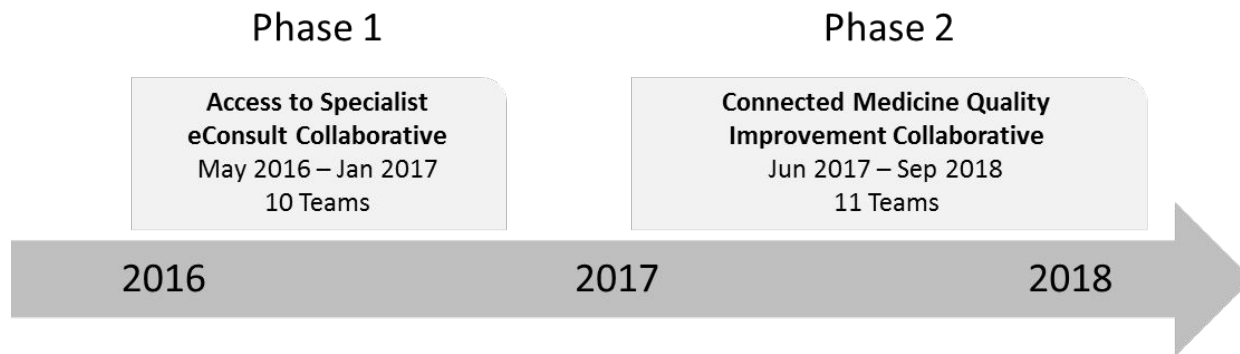 Phase 1
Phase 2
Access to Specialist
eConsult Collaborative
May 2016 – Jan 2017
10 Teams
Connected Medicine Quality
Improvement Collaborative
Jun 2017 – Sep 2018
11 Teams
2016
2017
2018